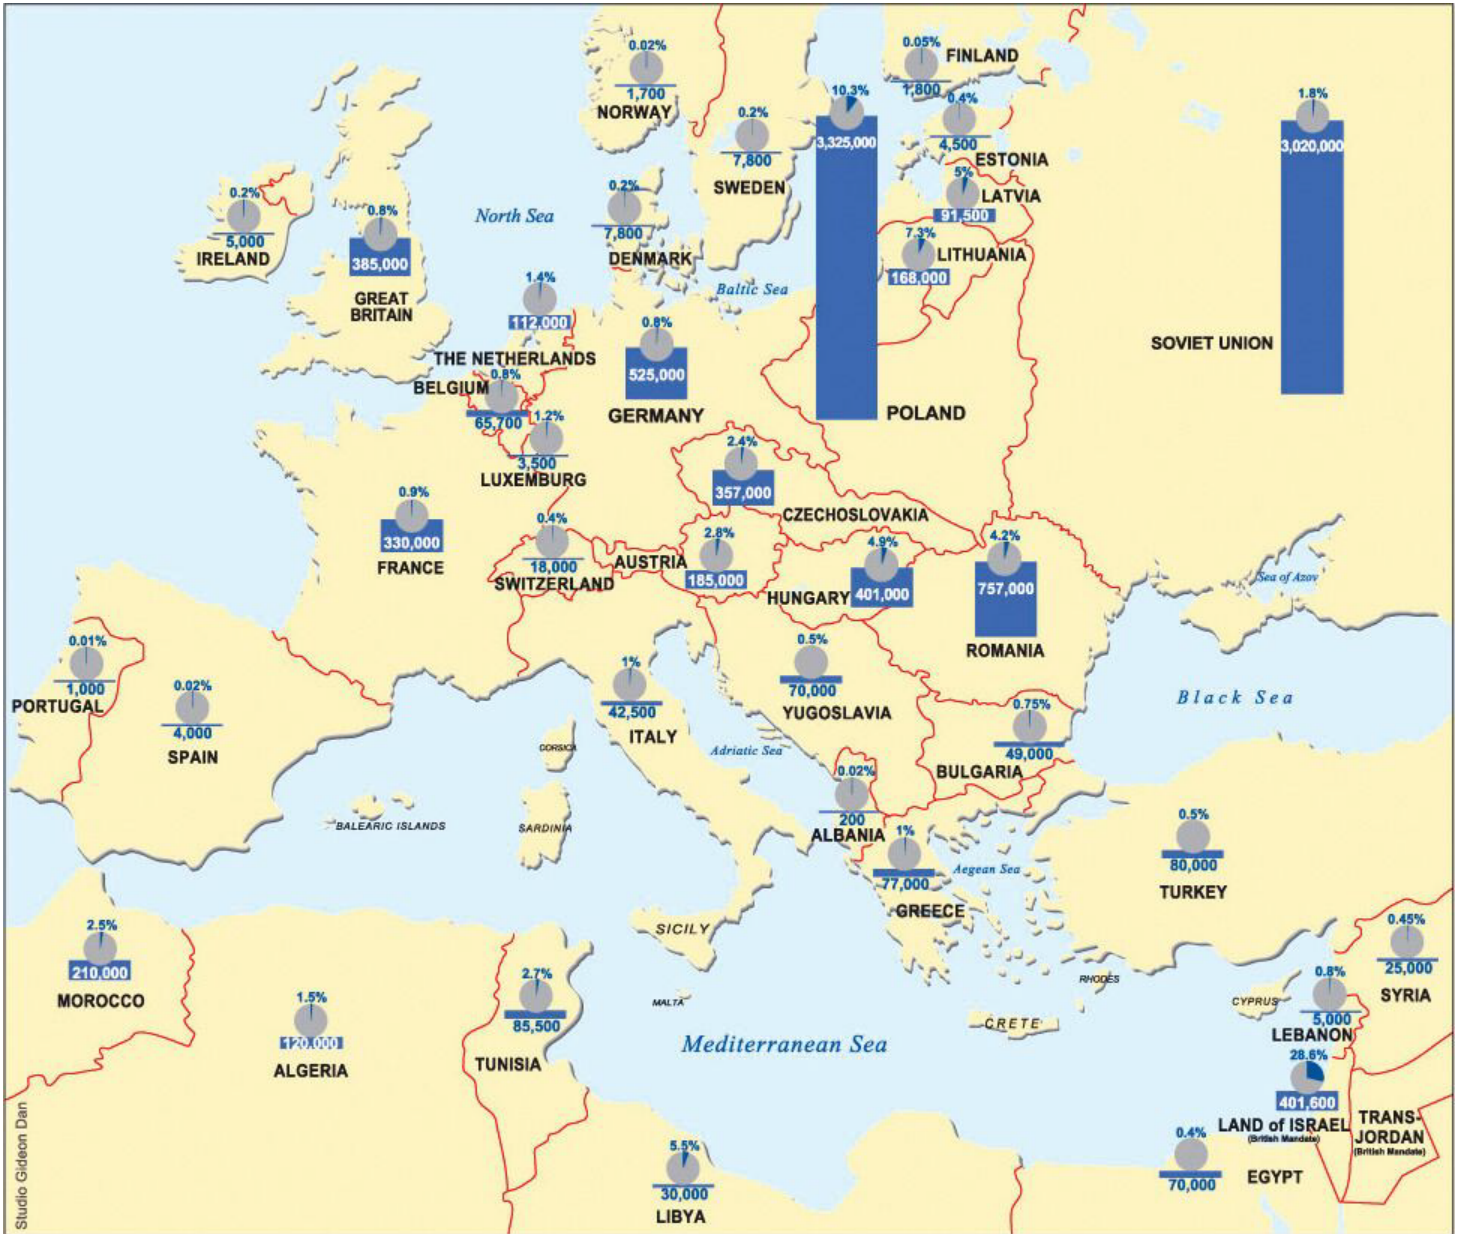 0.02%
1,700
NORWAY
0.05%
FINLAND
1,800
10.3%
3,325,000
POLAND
0.4%
4,500
ESTONIA
1.8%
3,020,000
SOVIET UNION
0.2%
7,800
SWEDEN
5%
LATVIA
91,500
0.2%
5,000
IRELAND
0.8%
385,000
GREAT
BRITAIN
North Sea
0.2%
7,800
DENMARK
7.3%
LITHUANIA
168,000
Baltic Sea
1.4%
112,000
THE NETHERLANDS
0.8%
525,000
GERMANY
BELGIUM
0.8%
65,700
1.2%
3,500
LUXEMBURG
2.4%
357,000
CZECHOSLOVAKIA
0.9%
330,000
FRANCE
0.4%
18,000
SWITZERLAND
AUSTRIA
2.8%
185,000
4.9%
HUNGARY
401,000
4.2%
757,000
ROMANIA
Sea of Azov
0.01%
1,000
PORTUGAL
0.02%
4,000
SPAIN
1%
42,500
ITALY
0.5%
70,000
YUGOSLAVIA
Black Sea
0.75%
49,000
BULGARIA
CORSICA
Adriatic Sea
0.02%
200
ALBANIA
BALEARIC ISLANDS
SARDINIA
1%
77,000
GREECE
Aegean Sea
0.5%
80,000
TURKEY
SICILY
2.5%
210,000
MOROCCO
1.5%
120,000
ALGERIA
2.7%
85,500
TUNISIA
MALTA
Mediterranean Sea
CRETE
RHODES
CYPRUS
0.45%
25,000
SYRIA
0.8%
5,000
LEBANON
28.6%
401,600
LAND of ISRAEL
(British Mandate)
TRANS-
JORDAN
(British Mandate)
0.4%
70,000
EGYPT
5.5%
30,000
LIBYA
Studio Gideon Dan